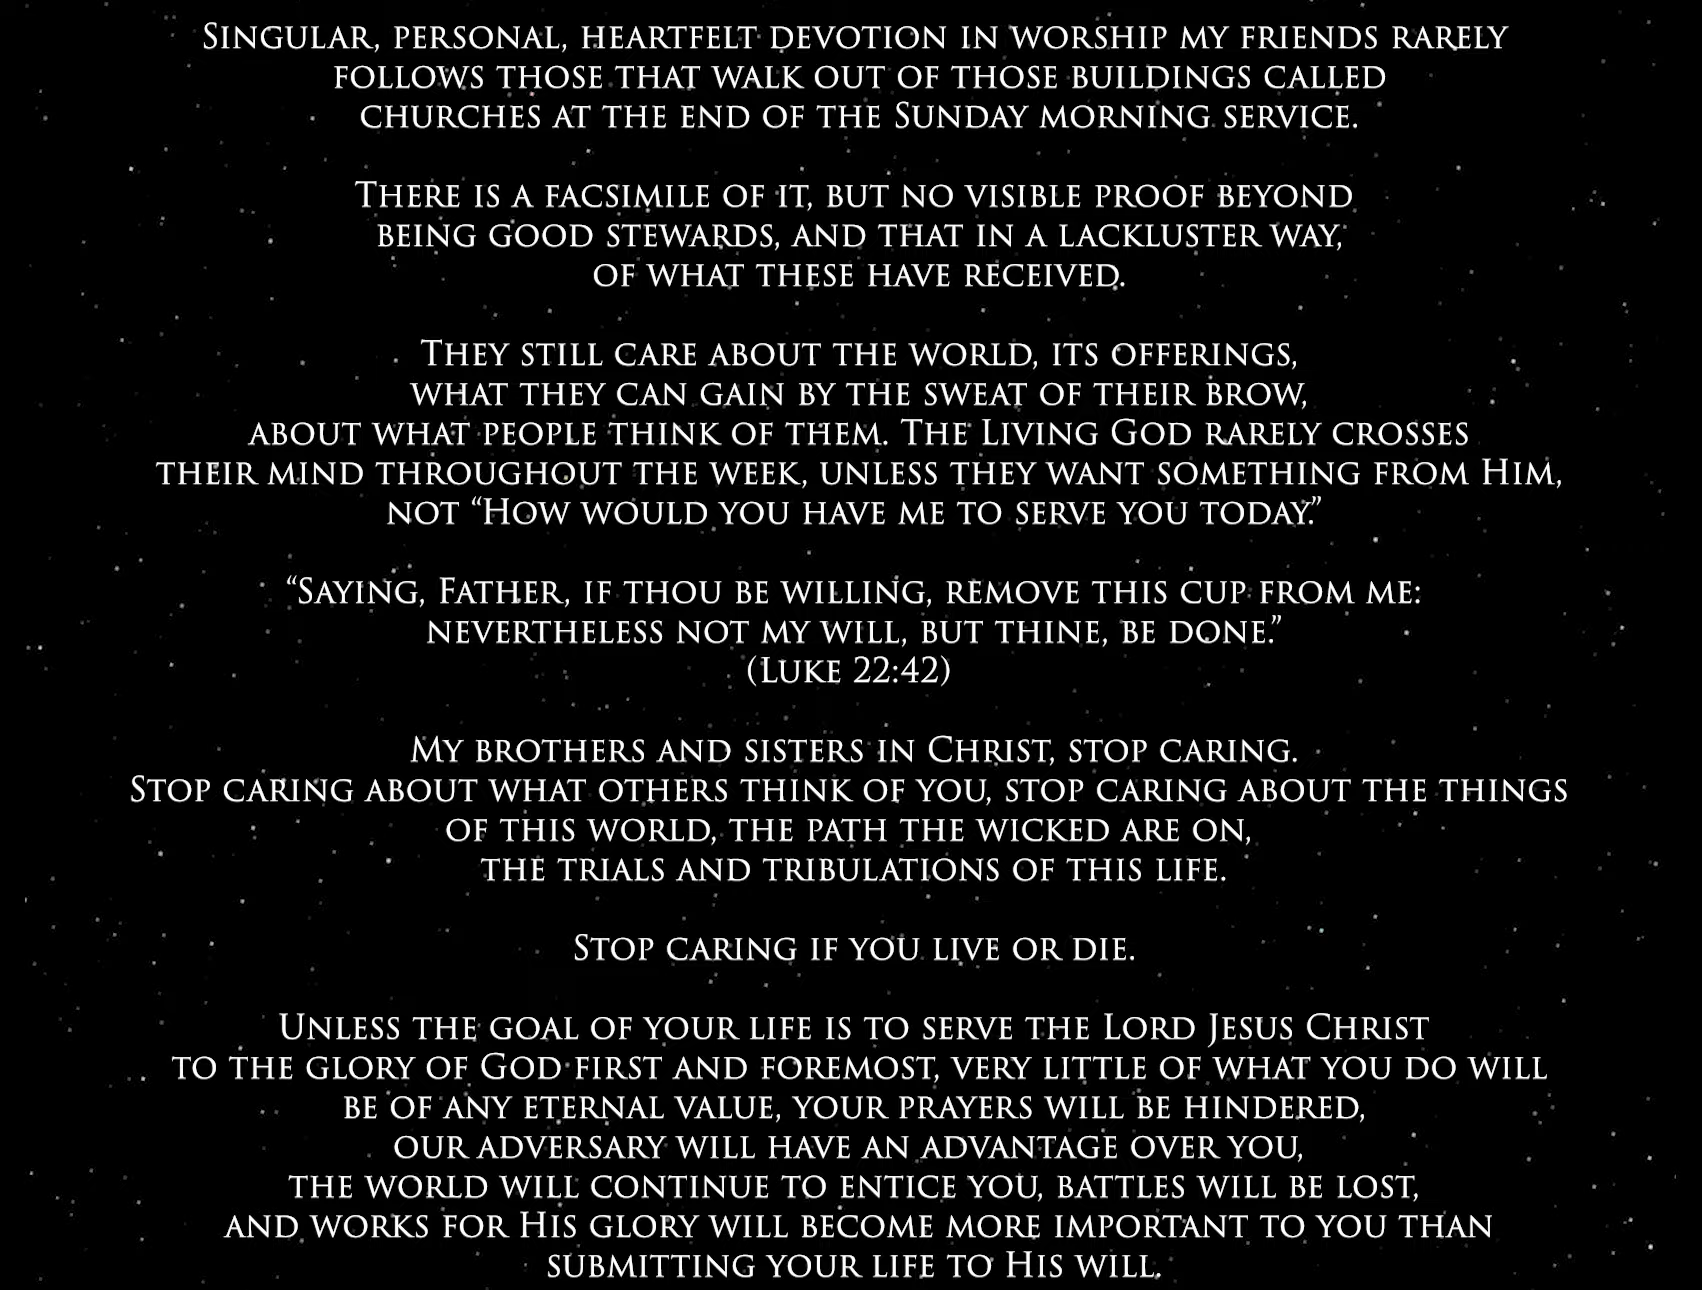 Singular, personal, heartfelt devotion in worship my friends rarely
follows those that walk out of those buildings called
churches at the end of the Sunday morning service.
There is a facsimile of it, but no visible proof beyond
being good stewards, and that in a lackluster way,
of what these have received.
They still care about the world, its offerings,
what they can gain by the sweat of their brow,
about what people think of them. The Living God rarely crosses
their mind throughout the week, unless they want something from Him,
not “How would you have me to serve you today.”
“Saying, Father, if thou be willing, remove this cup from me:
nevertheless not my will, but thine, be done.”
(Luke 22:42)
My brothers and sisters in Christ, stop caring.
Stop caring about what others think of you, stop caring about the things
of this world, the path the wicked are on,
the trials and tribulations of this life.
Stop caring if you live or die.
Unless the goal of your life is to serve the Lord Jesus Christ
to the glory of God first and foremost, very little of what you do will
be of any eternal value, your prayers will be hindered,
our adversary will have an advantage over you,
the world will continue to entice you, battles will be lost,
and works for His glory will become more important to you than
submitting your life to His will.